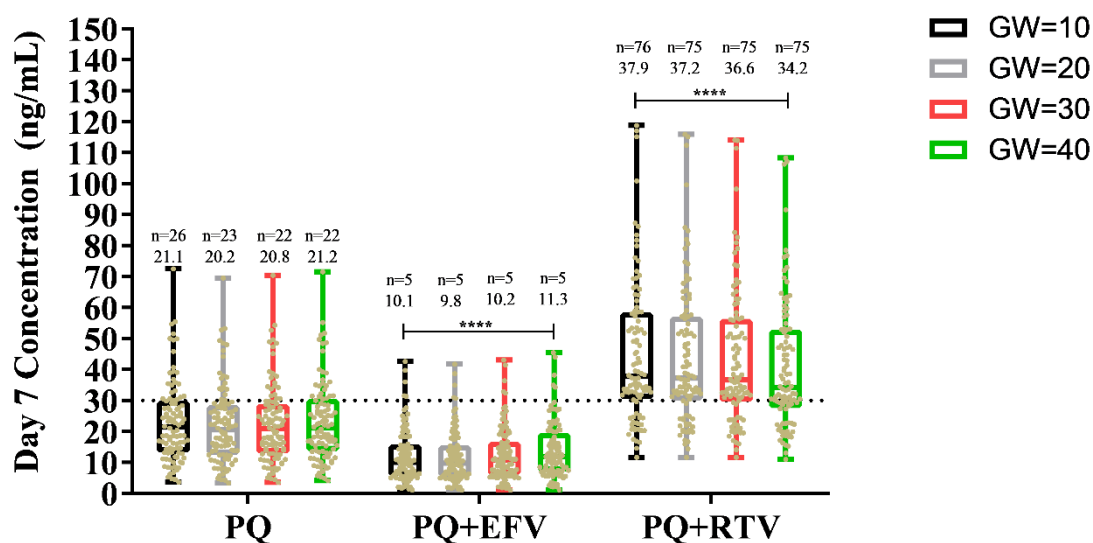 Day 7 Concentration (ng/mL)
150
140
130
120
110
100
90
80
70
60
50
40
30
20
10
0
n=26
21.1
n=23
20.2
n=22
20.8
n=22
21.2
n=5
10.1
n=5
9.8
n=5
10.2
n=5
11.3
****
n=76
37.9
n=75
37.2
n=75
36.6
n=75
34.2
****
PQ
PQ+EFV
PQ+RTV
GW=10
GW=20
GW=30
GW=40